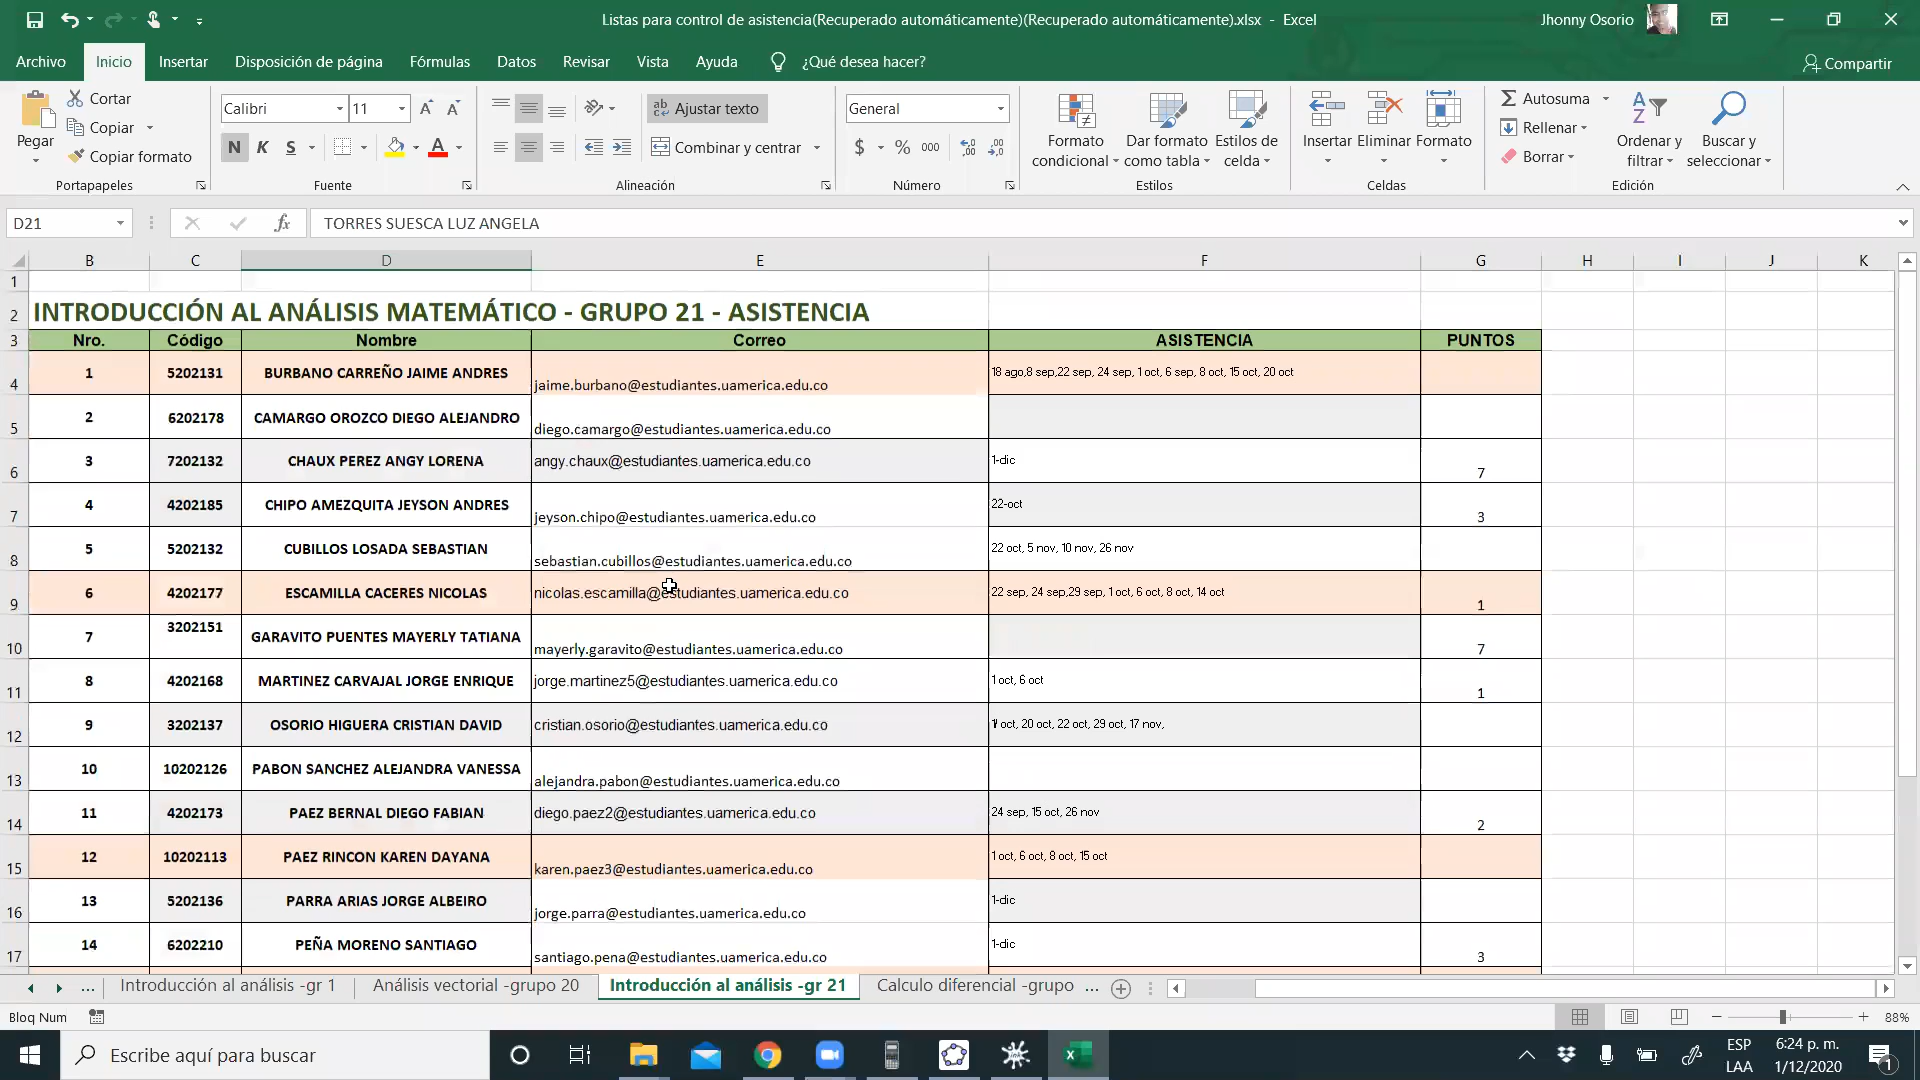 Listas para control de asistencia(Recuperado automáticamente)(Recuperado automáticamente).xlsx - Excel
Jhonny Osorio
Archivo Inicio Insertar Disposición de página Fórmulas Datos Revisar Vista Ayuda ¿Qué desea hacer? Compartir
Pegar
Cortar
Copiar
Copiar formato
Portapapeles
Calibri 11
N K S
Fuente
Ajustar texto
Combinar y centrar
Alineación
General
$ % 000
Número
Formato condicional
Dar formato como tabla
Estilos de celda
Estilos
Insertar Eliminar Formato
Celdas
Autosuma
Rellenar
Borrar
Ordenar y filtrar
Buscar y seleccionar
Edición
D21 fx TORRES SUESCA LUZ ANGELA
B C D E F G H I J K
1
2 INTRODUCCIÓN AL ANÁLISIS MATEMÁTICO - GRUPO 21 - ASISTENCIA
3 Nro. Código Nombre Correo ASISTENCIA PUNTOS
4 1 5202131 BURBANO CARREÑO JAIME ANDRES jaime.burbano@estudiantes.uamerica.edu.co 18 ago,8 sep,22 sep, 24 sep, 1 oct, 6 sep, 8 oct, 15 oct, 20 oct
5 2 6202178 CAMARGO OROZCO DIEGO ALEJANDRO diego.camargo@estudiantes.uamerica.edu.co
6 3 7202132 CHAUX PEREZ ANGY LORENA angy.chaux@estudiantes.uamerica.edu.co 1-dic 7
7 4 4202185 CHIPO AMEZQUITA JEYSON ANDRES jeyson.chipo@estudiantes.uamerica.edu.co 22-oct 3
8 5 5202132 CUBILLOS LOSADA SEBASTIAN sebastian.cubillos@estudiantes.uamerica.edu.co 22 oct, 5 nov, 10 nov, 26 nov
9 6 4202177 ESCAMILLA CACERES NICOLAS nicolas.escamilla@estudiantes.uamerica.edu.co 22 sep, 24 sep,29 sep, 1 oct, 6 oct, 8 oct, 14 oct 1
10 7 3202151 GARAVITO PUENTES MAYERLY TATIANA mayerly.garavito@estudiantes.uamerica.edu.co 7
11 8 4202168 MARTINEZ CARVAJAL JORGE ENRIQUE jorge.martinez5@estudiantes.uamerica.edu.co 1 oct, 6 oct 1
12 9 3202137 OSORIO HIGUERA CRISTIAN DAVID cristian.osorio@estudiantes.uamerica.edu.co oct, 20 oct, 22 oct, 29 oct, 17 nov,
13 10 10202126 PABON SANCHEZ ALEJANDRA VANESSA alejandra.pabon@estudiantes.uamerica.edu.co
14 11 4202173 PAEZ BERNAL DIEGO FABIAN diego.paez2@estudiantes.uamerica.edu.co 24 sep, 15 oct, 26 nov 2
15 12 10202113 PAEZ RINCON KAREN DAYANA karen.paez3@estudiantes.uamerica.edu.co 1 oct, 6 oct, 8 oct, 15 oct
16 13 5202136 PARRA ARIAS JORGE ALBEIRO jorge.parra@estudiantes.uamerica.edu.co 1-dic
17 14 6202210 PEÑA MORENO SANTIAGO santiago.pena@estudiantes.uamerica.edu.co 1-dic 3
... Introducción al análisis -gr 1 Análisis vectorial -grupo 20 Introducción al análisis -gr 21 Calculo diferencial -grupo ...
Bloq Num 88%
Escribe aquí para buscar
ESP
LAA
6:24 p. m.
1/12/2020
1